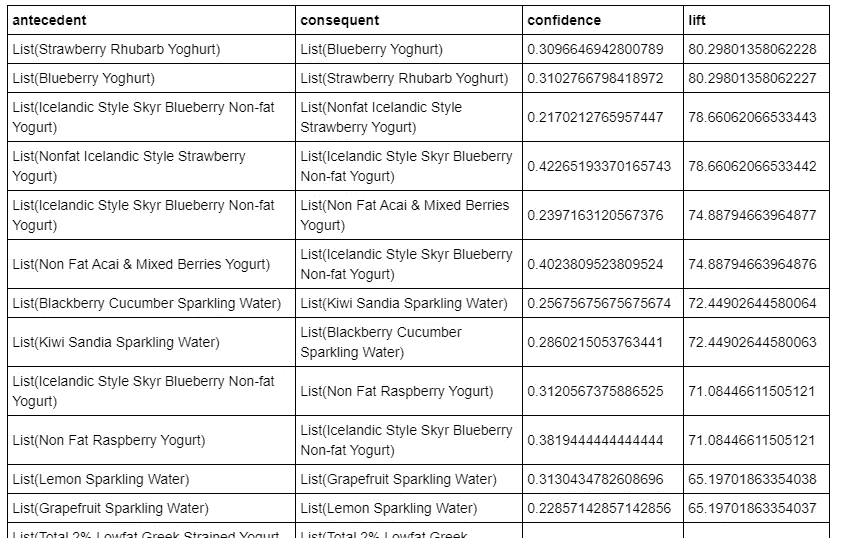 antecedent consequent confidence lift
List(Strawberry Rhubarb Yoghurt) List(Blueberry Yoghurt) 0.3096646942800789 80.29801358062228
List(Blueberry Yoghurt) List(Strawberry Rhubarb Yoghurt) 0.3102766798418972 80.29801358062227
List(Icelandic Style Skyr Blueberry Non-fat List(Nonfat Icelandic Style
Yogurt) Strawberry Yogurt) 0.2170212765957447 78.66062066533443
List(Nonfat Icelandic Style Strawberry List(Icelandic Style Skyr Blueberry
Yogurt) Non-fat Yogurt) 0.42265193370165743 78.66062066533442
List(Icelandic Style Skyr Blueberry Non-fat List(Non Fat Acai & Mixed Berries
Yogurt) Yogurt) 0.2397163120567376 74.88794663964877
List(Non Fat Acai & Mixed Berries Yogurt) List(Icelandic Style Skyr Blueberry
Non-fat Yogurt) 0.4023809523809524 74.88794663964876
List(Blackberry Cucumber Sparkling Water) List(Kiwi Sandia Sparkling Water) 0.25675675675675674 72.44902644580064
List(Kiwi Sandia Sparkling Water) List(Blackberry Cucumber
Sparkling Water) 0.2860215053763441 72.44902644580063
List(Icelandic Style Skyr Blueberry Non-fat
Yogurt) List(Non Fat Raspberry Yogurt) 0.3120567375886525 71.08446611505121
List(Non Fat Raspberry Yogurt) List(Icelandic Style Skyr Blueberry
Non-fat Yogurt) 0.3819444444444444 71.08446611505121
List(Lemon Sparkling Water) List(Grapefruit Sparkling Water) 0.3130434782608696 65.19701863354038
List(Grapefruit Sparkling Water) List(Lemon Sparkling Water) 0.22857142857142856 65.19701863354037
List(Total 2% Lowfat Greek Strained Yogurt List(Total 2% Lowfat Greek